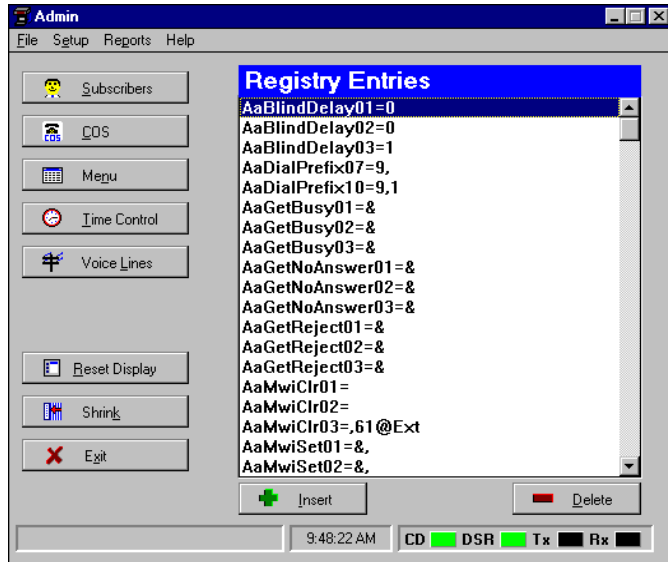 Admin
File Setup Reports Help
Subscribers
COS
COS
Menu
Time Control
Voice Lines
Reset Display
Shrink
Exit
Registry Entries
AaBlindDelay01=0
AaBlindDelay02=0
AaBlindDelay03=1
AaDialPrefix07=9,
AaDialPrefix10=9,1
AaGetBusy01=&
AaGetBusy02=&
AaGetBusy03=&
AaGetNoAnswer01=&
AaGetNoAnswer02=&
AaGetNoAnswer03=&
AaGetReject01=&
AaGetReject02=&
AaGetReject03=&
AaMwiClr01=
AaMwiClr02=
AaMwiClr03=,61@Ext
AaMwiSet01=&,
AaMwiSet02=&,
Insert Delete
9:48:22 AM CD DSR Tx Rx